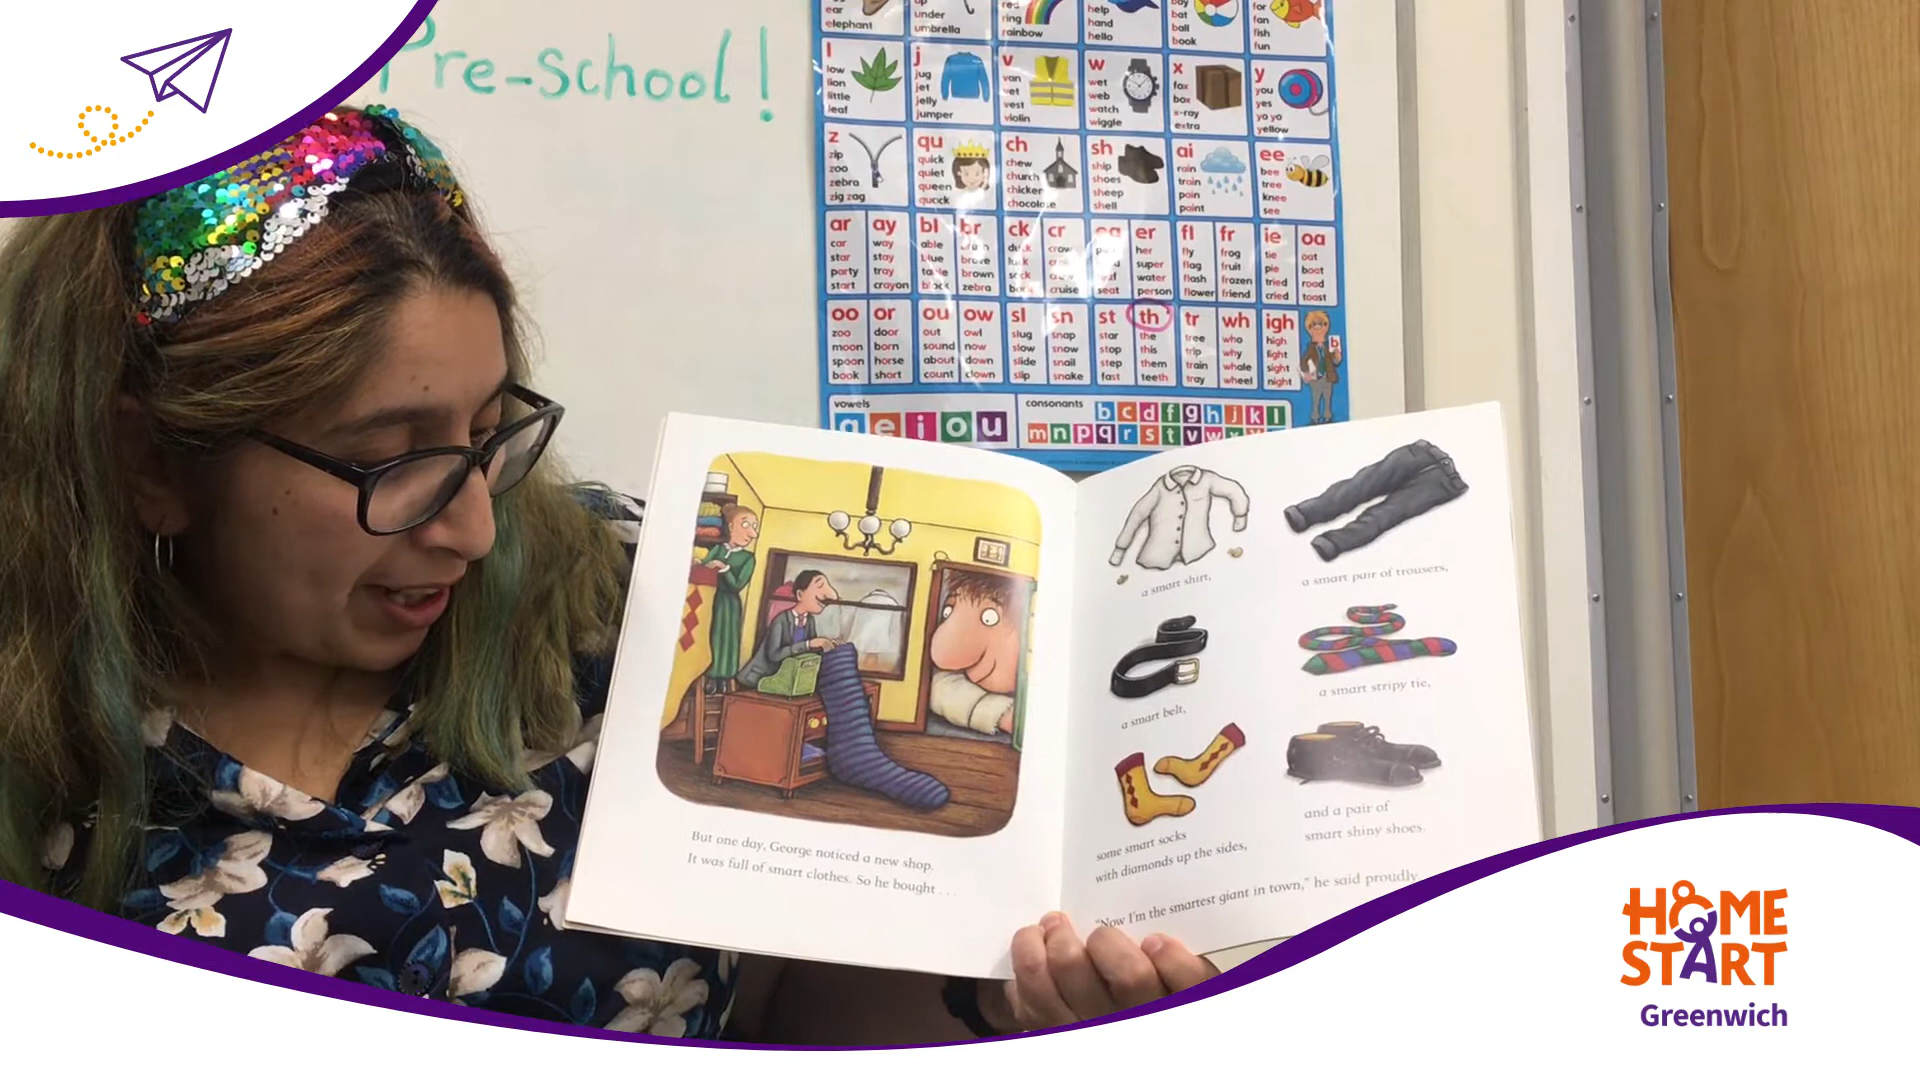 Pre-School!
ear
elephant
up
under
umbrella
red
ring
rainbow
help
hand
hello
boy
bat
ball
book
for
fan
fish
fun
l
low
lion
little
leaf
j
jug
jet
jelly
jumper
v
van
vet
vest
violin
w
wet
web
watch
wiggle
x
fox
box
x-ray
extra
y
you
yes
yo yo
yellow
z
zip
zoo
zebra
zig zag
qu
quick
quiet
queen
quack
ch
chew
church
chicken
chocolate
sh
ship
shoes
sheep
shell
ai
rain
train
pain
paint
ee
bee
tree
knee
see
ar
car
star
party
start
ay
way
stay
tray
crayon
bl
able
blue
table
block
br
brave
brown
zebra
ck
duck
luck
sock
cr
crow
cruise
ea
seat
er
her
super
water
person
fl
fly
flag
flash
flower
fr
frog
fruit
frozen
friend
ie
tie
pie
tried
cried
oa
oat
boat
road
toast
oo
zoo
moon
spoon
book
or
door
born
horse
short
ou
out
sound
about
count
ow
owl
now
down
clown
sl
slug
slow
slide
slip
sn
snap
snow
snail
snake
st
star
stop
step
fast
th
the
this
them
teeth
tr
tree
trip
train
tray
wh
who
why
whale
wheel
igh
high
light
sight
night
b
vowels
a e i o u
consonants
b c d f g h j k l
m n p q r s t v w x y
But one day, George noticed a new shop.
It was full of smart clothes. So he bought . . .
a smart shirt,
a smart pair of trousers,
a smart belt,
a smart stripy tie,
some smart socks
with diamonds up the sides,
and a pair of
smart shiny shoes.
"Now I'm the smartest giant in town," he said proudly.
HOME
START
Greenwich